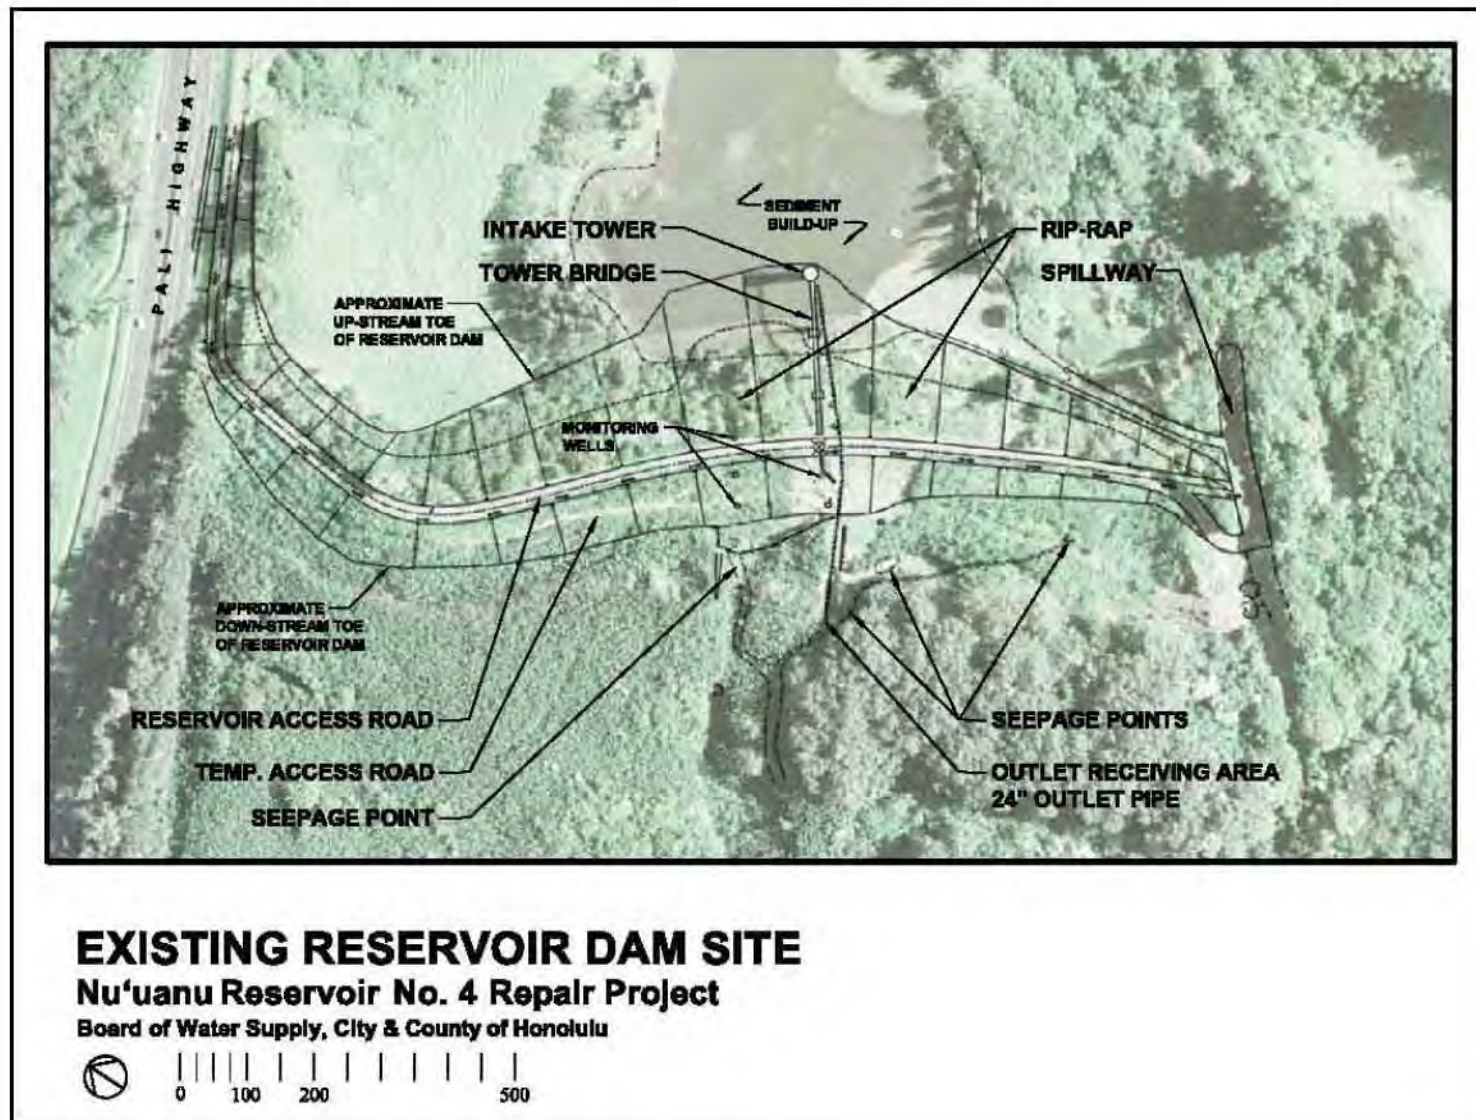 PALI HIGHWAY
SEDIMENT
BUILD-UP
INTAKE TOWER
TOWER BRIDGE
RIP-RAP
SPILLWAY
APPROXIMATE
UP-STREAM TOE
OF RESERVOIR DAM
MONITORING
WELLS
APPROXIMATE
DOWN-STREAM TOE
OF RESERVOIR DAM
RESERVOIR ACCESS ROAD
TEMP. ACCESS ROAD
SEEPAGE POINT
SEEPAGE POINTS
OUTLET RECEIVING AREA
24" OUTLET PIPE
EXISTING RESERVOIR DAM SITE
Nu‘uanu Reservoir No. 4 Repair Project
Board of Water Supply, City & County of Honolulu
0 100 200 500